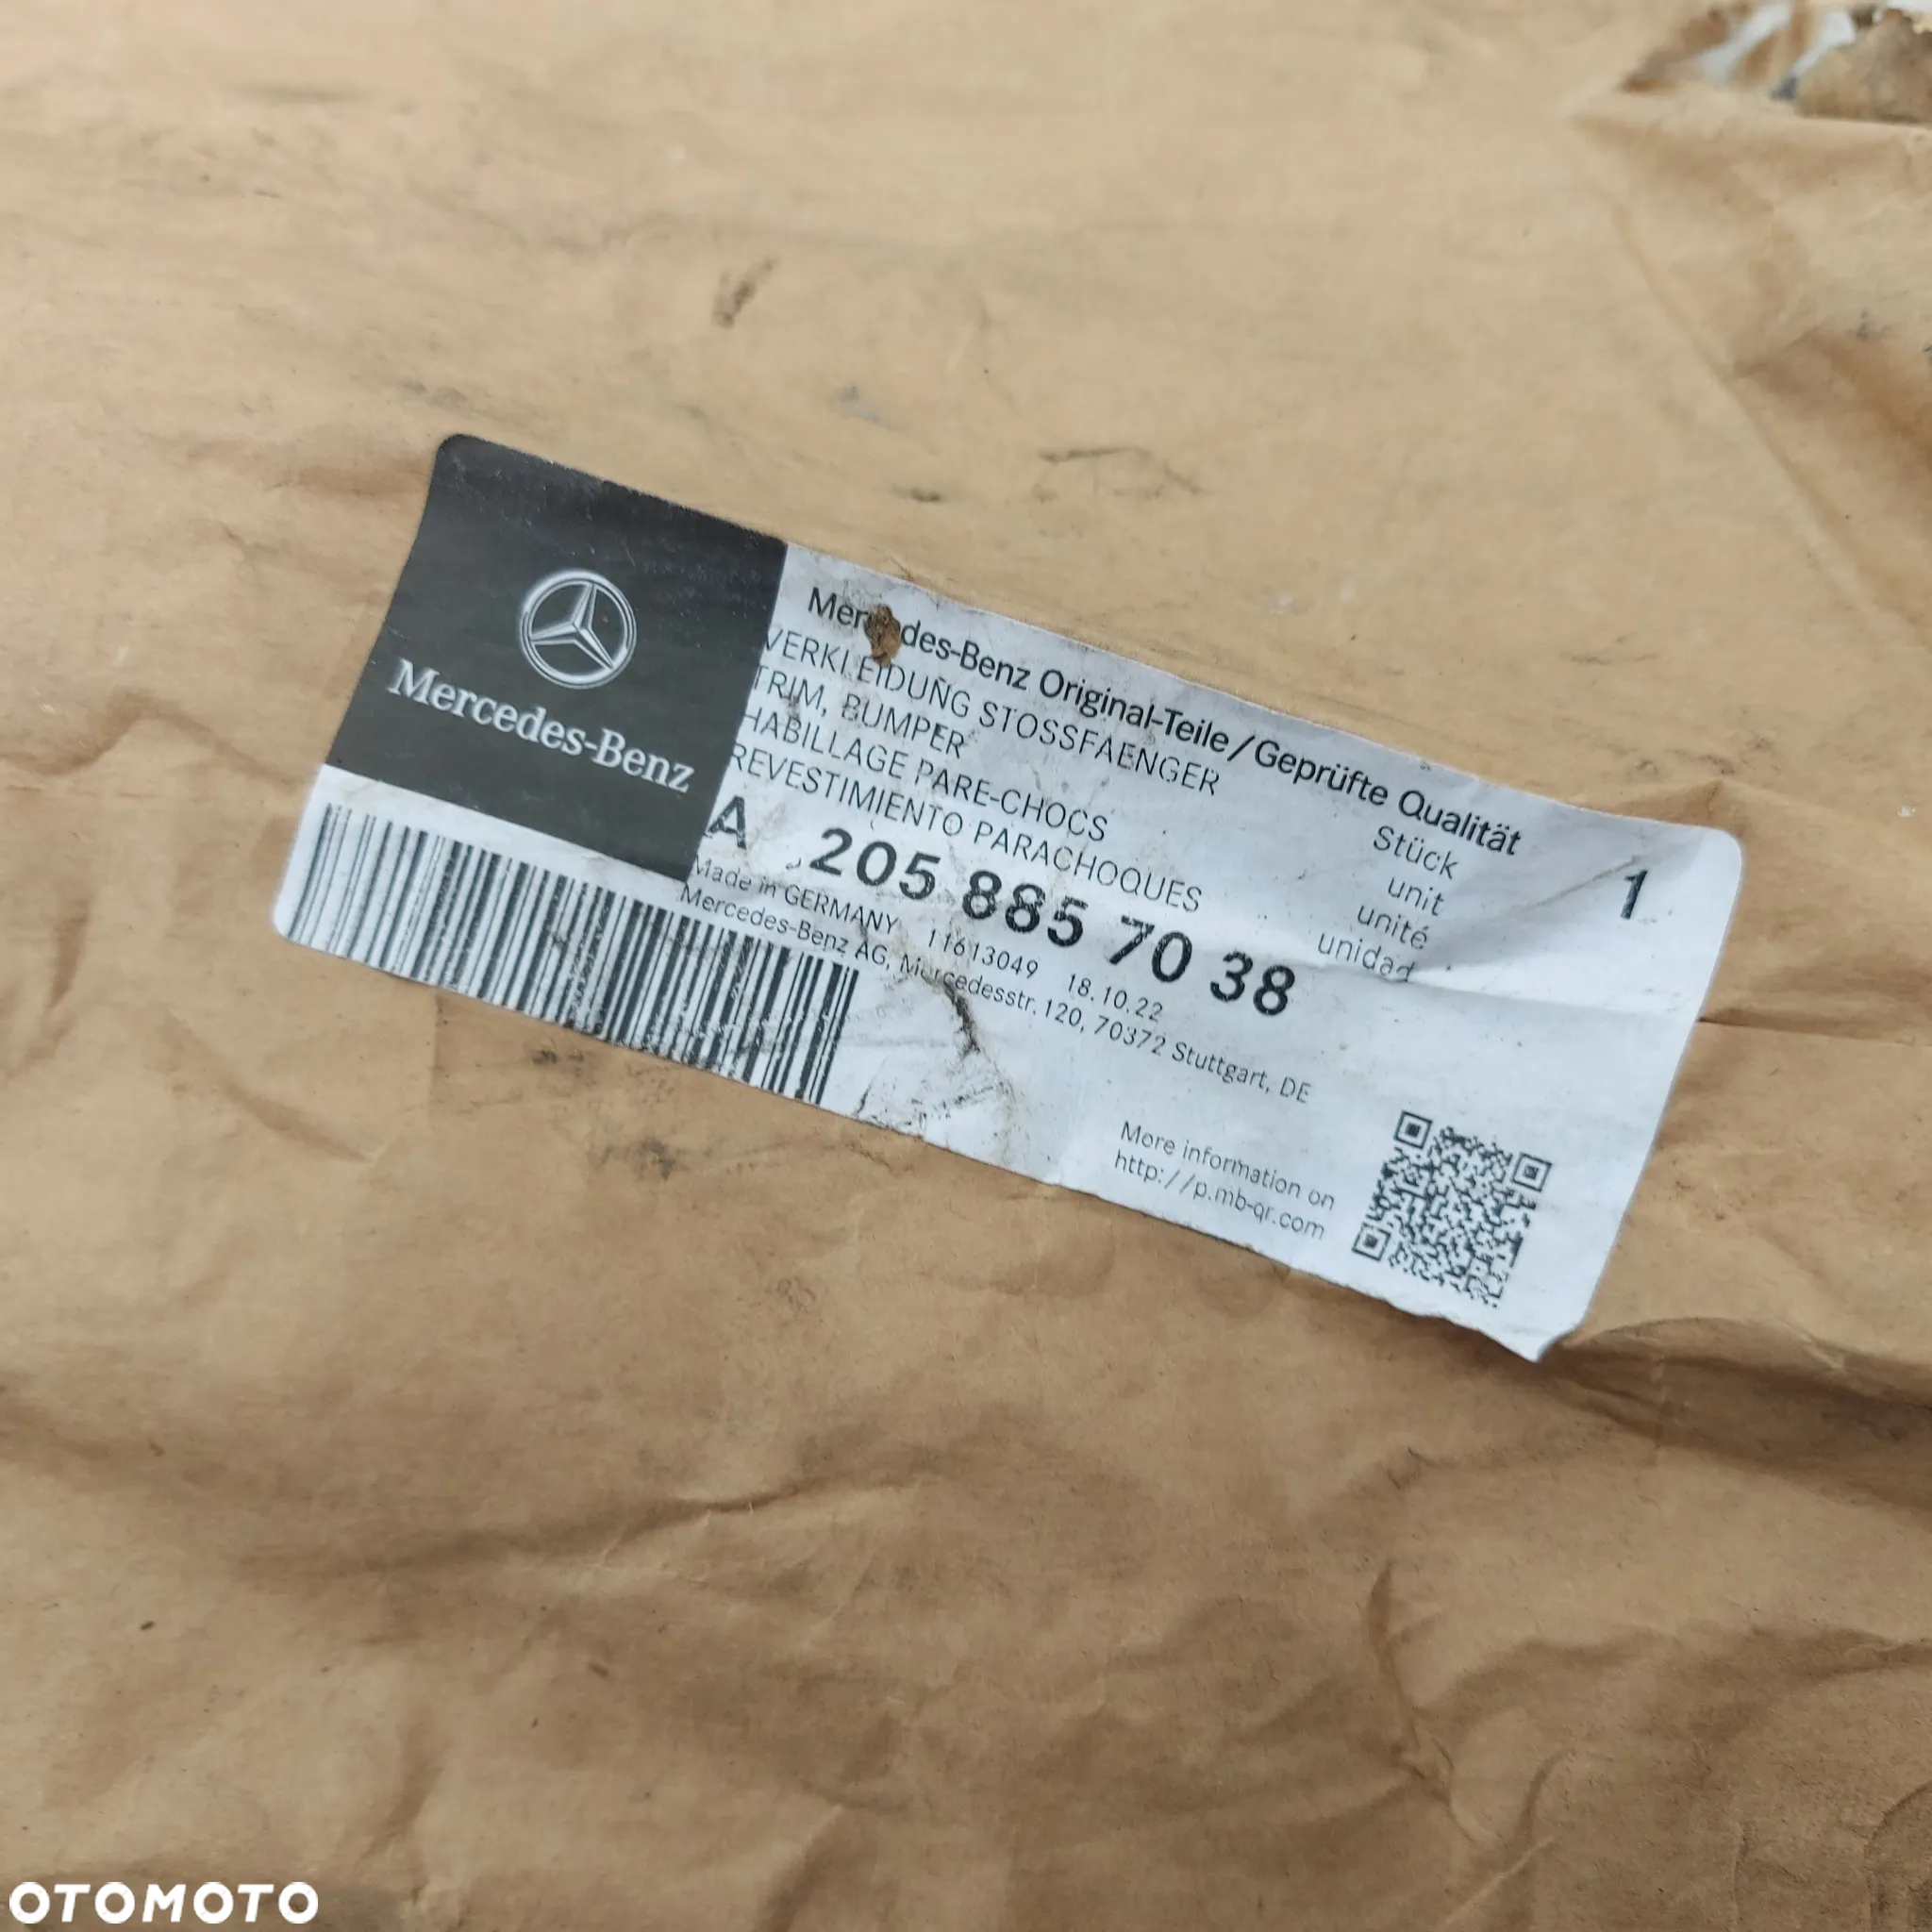 Mercedes-Benz
Mercedes-Benz Original-Teile/Geprüfte Qualität
VERKLEIDUNG STOSSFAENGER
TRIM, BUMPER
HABILLAGE PARE-CHOCS
REVESTIMIENTO PARACHOQUES
Stück
unit
unité
unidad
1
A 205 885 70 38
Made in GERMANY 11613049 18.10.22
Mercedes-Benz AG, Mercedesstr. 120, 70372 Stuttgart, DE
More information on
http://p.mb-qr.com
OTOMOTO